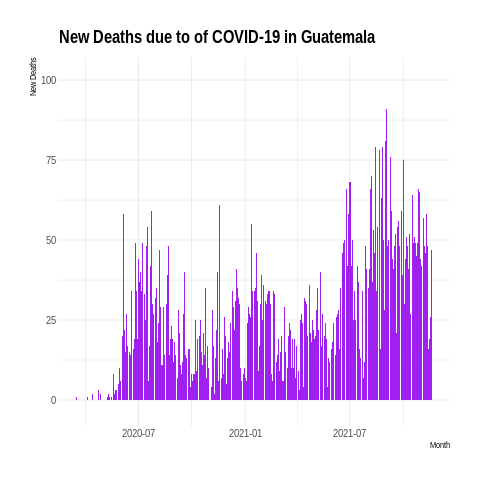 New Deaths due to of COVID-19 in Guatemala
New Deaths
100
75
50
25
0
2020-07
2021-01
2021-07
Month